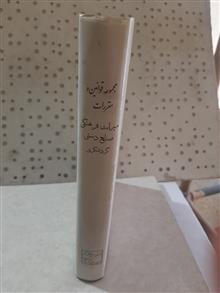 مجموعه قوانین و
مقررات
میراث فرهنگی
صنایع دستی
گردشگری